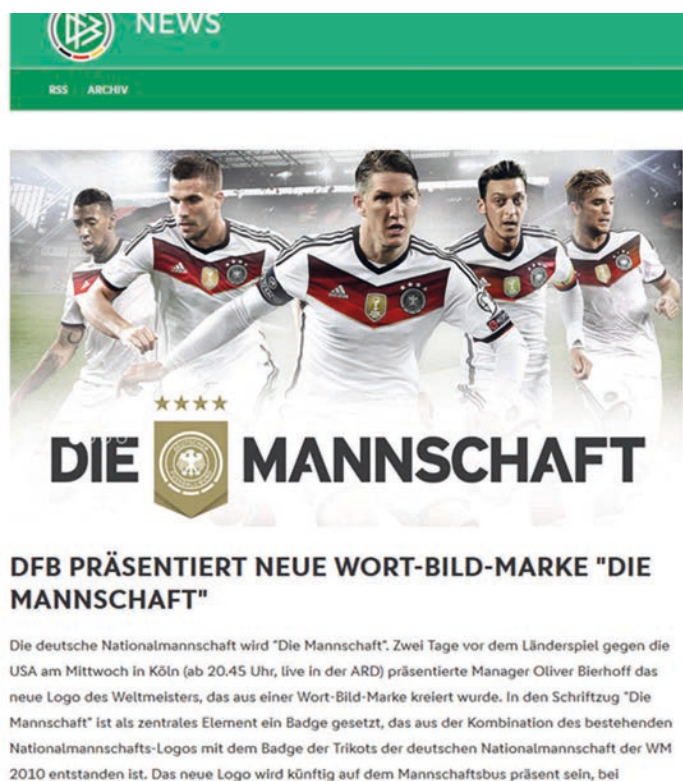 NEWS
RSS ARCHIV
DIE MANNSCHAFT
DFB PRÄSENTIERT NEUE WORT-BILD-MARKE "DIE
MANNSCHAFT"
Die deutsche Nationalmannschaft wird "Die Mannschaft". Zwei Tage vor dem Länderspiel gegen die
USA am Mittwoch in Köln (ab 20.45 Uhr, live in der ARD) präsentierte Manager Oliver Bierhoff das
neue Logo des Weltmeisters, das aus einer Wort-Bild-Marke kreiert wurde. In den Schriftzug "Die
Mannschaft" ist als zentrales Element ein Badge gesetzt, das aus der Kombination des bestehenden
Nationalmannschafts-Logos mit dem Badge der Trikots der deutschen Nationalmannschaft der WM
2010 entstanden ist. Das neue Logo wird künftig auf dem Mannschaftsbus präsent sein, bei